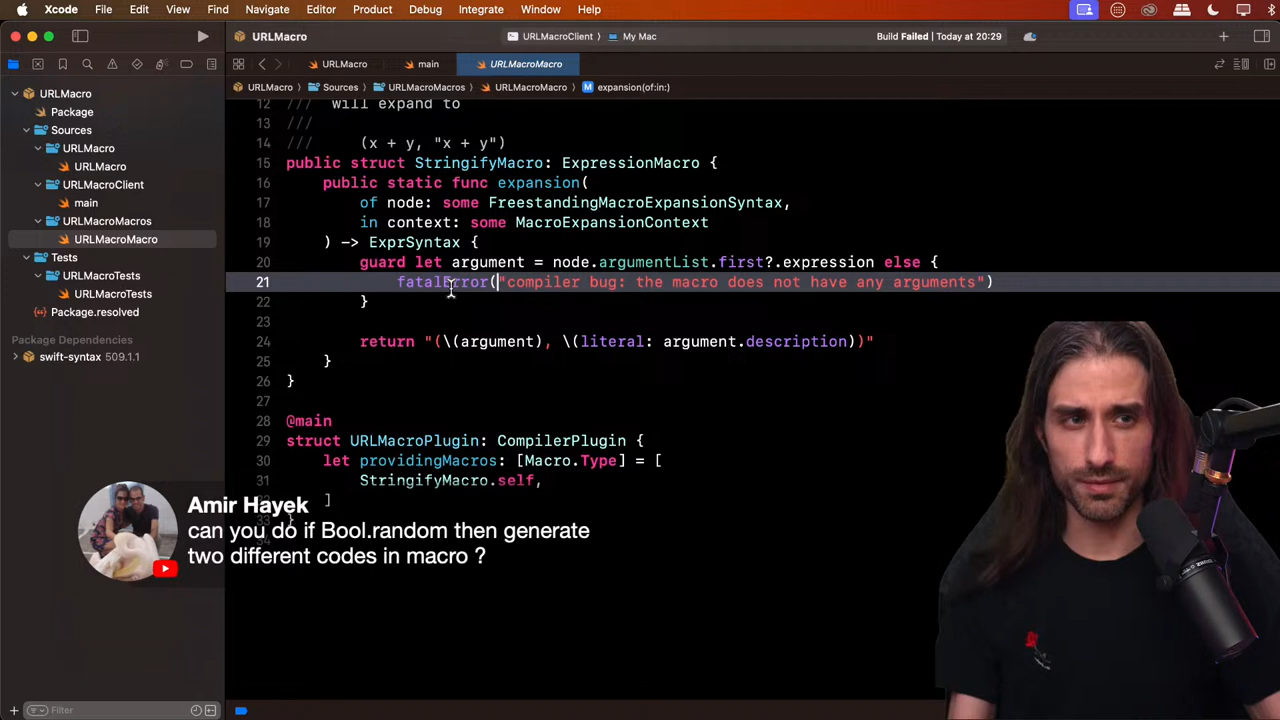 Xcode File Edit View Find Navigate Editor Product Debug Integrate Window Help
URLMacro
URLMacroClient
My Mac
Build Failed | Today at 20:29
URLMacro
main
URLMacroMacro
URLMacro
Sources
URLMacroMacros
URLMacroMacro
M
expansion(of:in:)
URLMacro
Package
Sources
URLMacro
URLMacro
URLMacroClient
main
URLMacroMacros
URLMacroMacro
Tests
URLMacroTests
URLMacroTests
Package.resolved
Package Dependencies
swift-syntax 509.1.1
Filter
12 /// will expand to
13 ///
14 /// (x + y, "x + y")
15 public struct StringifyMacro: ExpressionMacro {
16 public static func expansion(
17 of node: some FreestandingMacroExpansionSyntax,
18 in context: some MacroExpansionContext
19 ) -> ExprSyntax {
20 guard let argument = node.argumentList.first?.expression else {
21 fatalError("compiler bug: the macro does not have any arguments")
22 }
23
24 return "(\(argument), \(literal: argument.description))"
25 }
26 }
27
28 @main
29 struct URLMacroPlugin: CompilerPlugin {
30 let providingMacros: [Macro.Type] = [
31 StringifyMacro.self,
]
Amir Hayek
can you do if Bool.random then generate
two different codes in macro ?